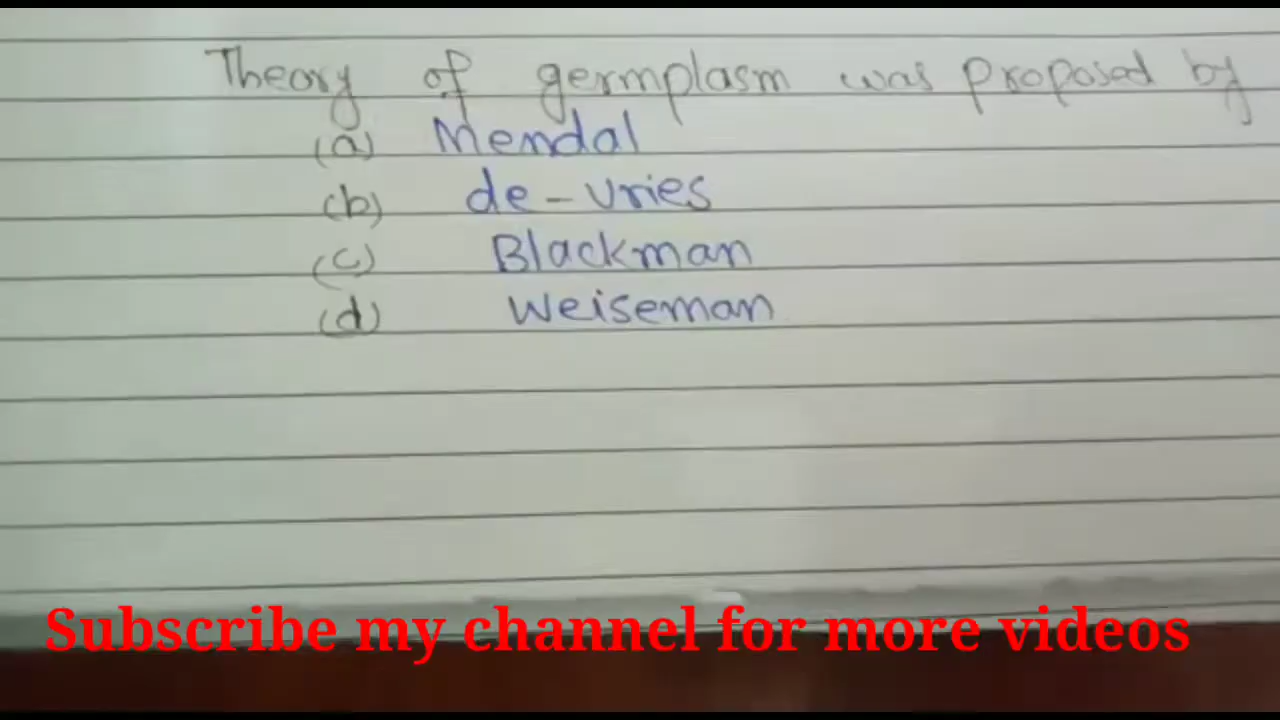 Theory of germplasm was proposed by
(a) Mendal
(b) de-vries
(c) Blackman
(d) Weiseman
Subscribe my channel for more videos